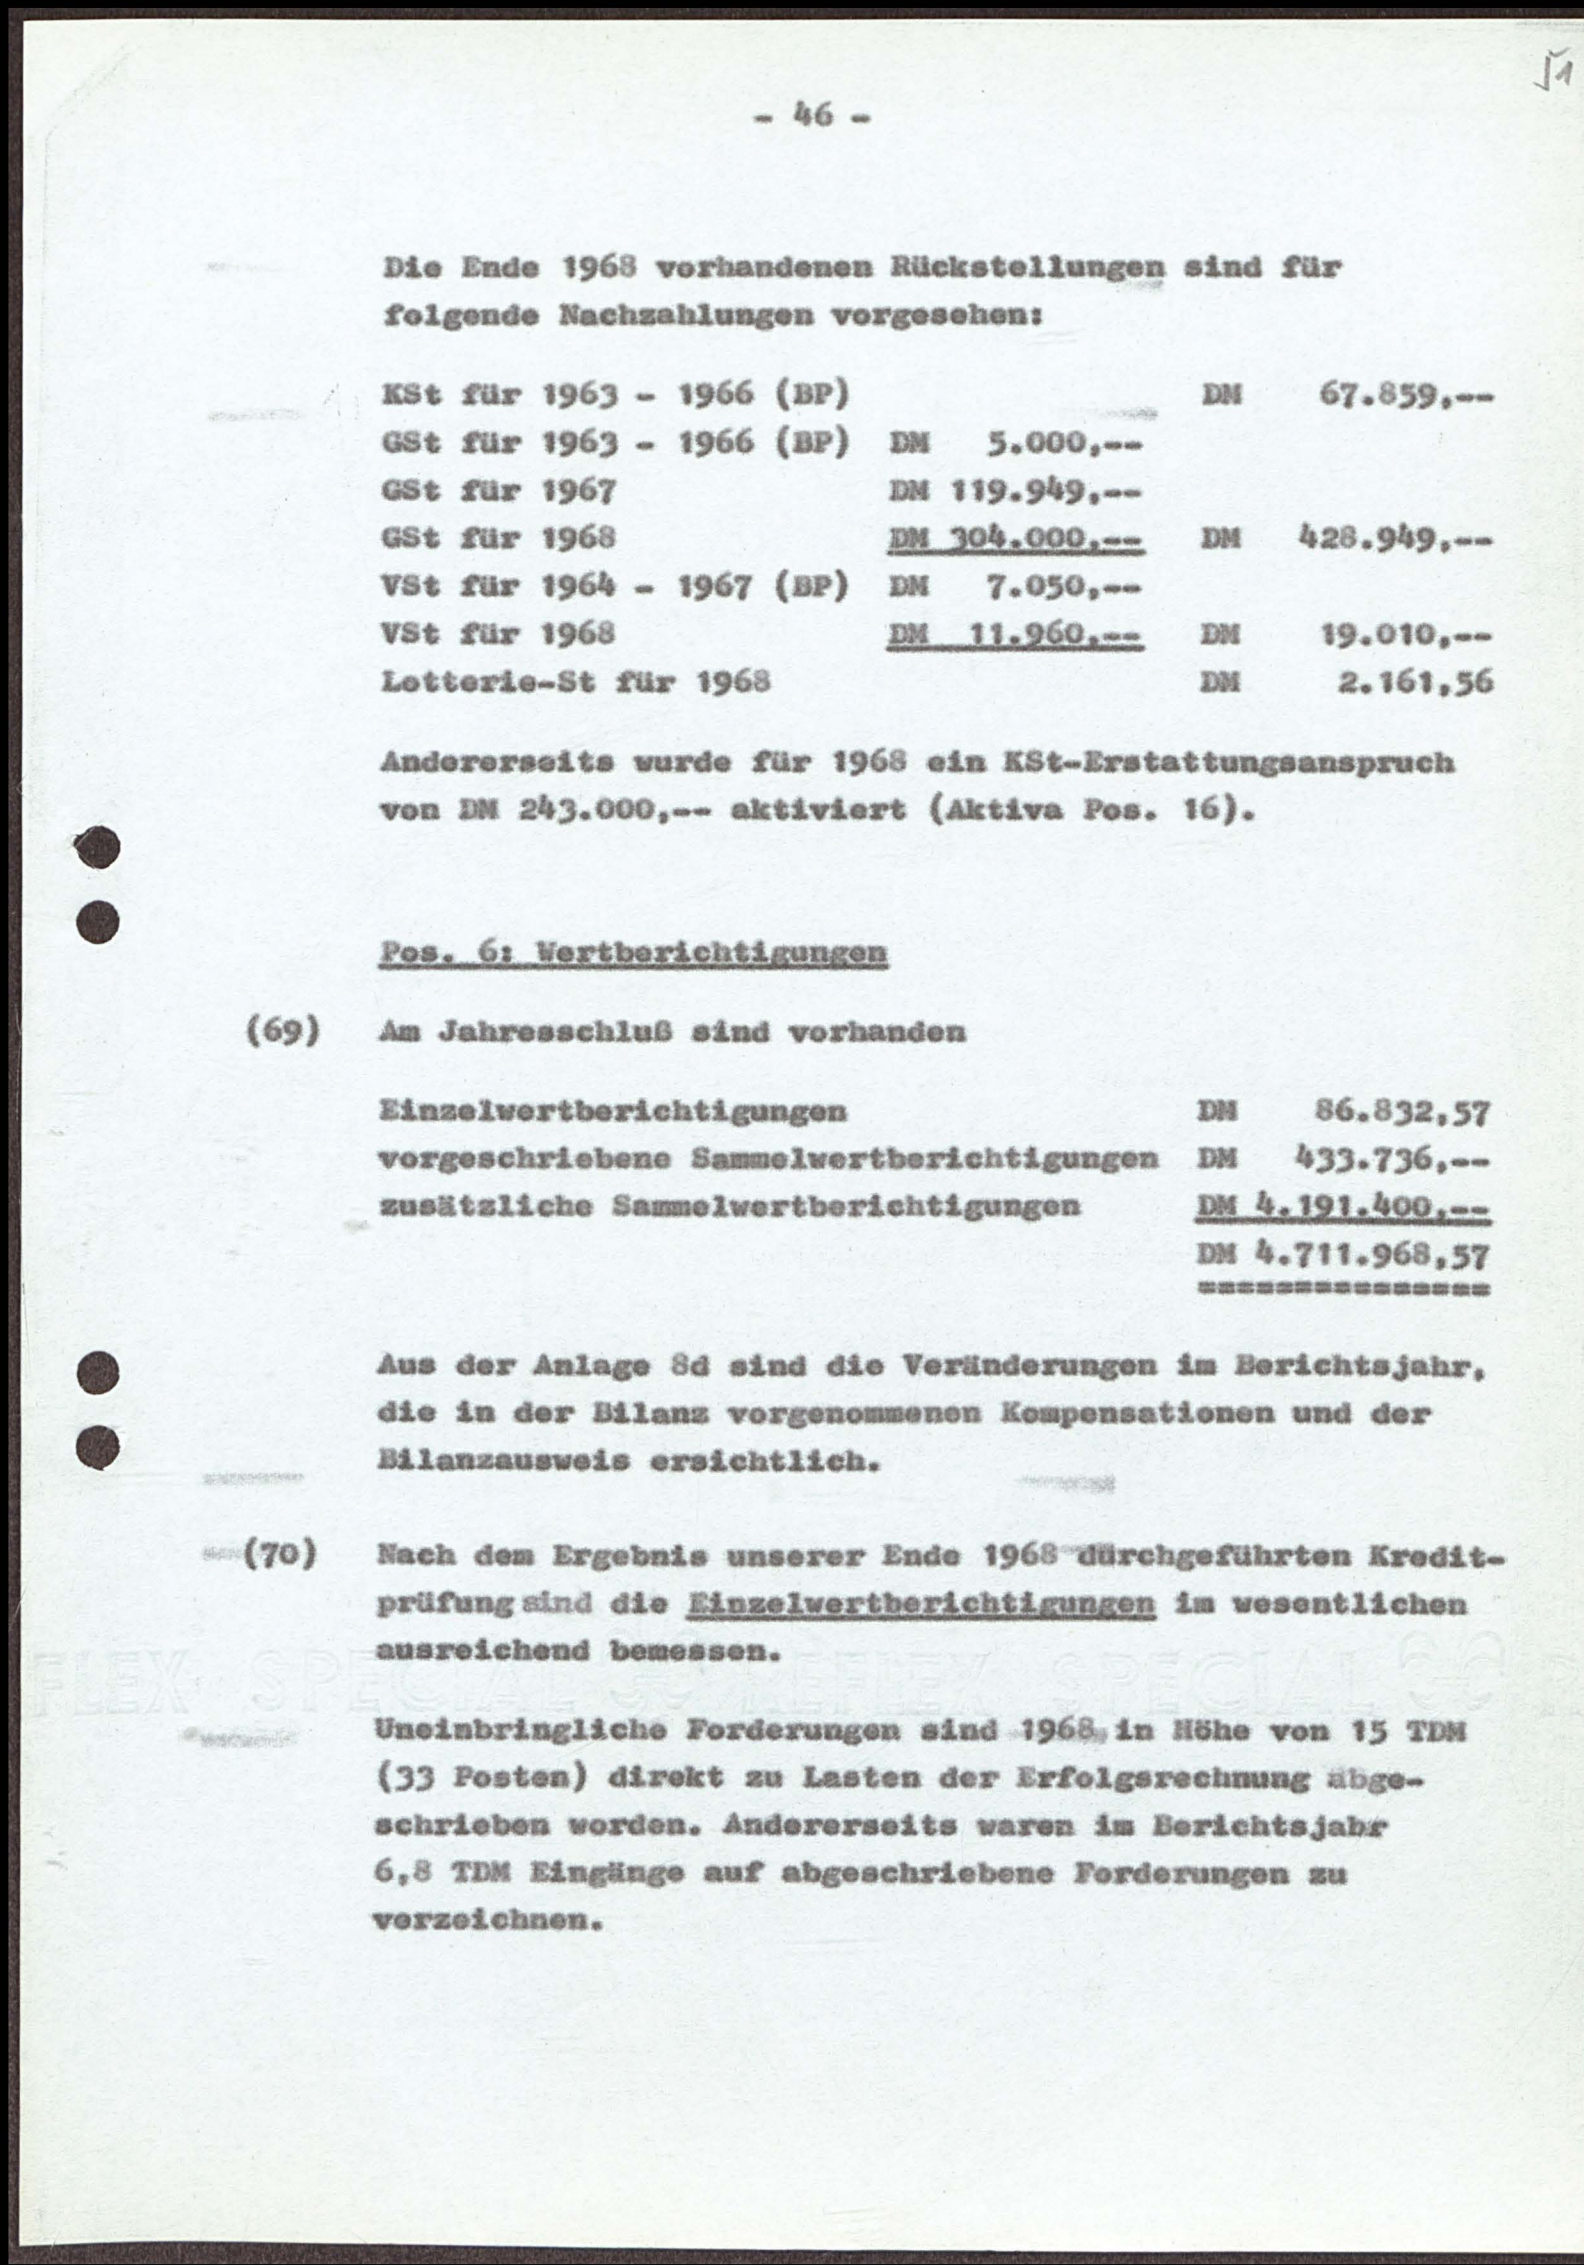 51
- 46 -
Die Ende 1968 vorhandenen Rückstellungen sind für
folgende Nachzahlungen vorgesehen:
KSt für 1963 - 1966 (BP) DM 67.859,--
GSt für 1963 - 1966 (BP) DM 5.000,--
GSt für 1967 DM 119.949,--
GSt für 1968 DM 304.000,-- DM 428.949,--
VSt für 1964 - 1967 (BP) DM 7.050,--
VSt für 1968 DM 11.960,-- DM 19.010,--
Lotterie-St für 1968 DM 2.161,56
Andererseits wurde für 1968 ein KSt-Erstattungsanspruch
von DM 243.000,-- aktiviert (Aktiva Pos. 16).
Pos. 6: Wertberichtigungen
(69) Am Jahresschluß sind vorhanden
Einzelwertberichtigungen DM 86.832,57
vorgeschriebene Sammelwertberichtigungen DM 433.736,--
zusätzliche Sammelwertberichtigungen DM 4.191.400,--
DM 4.711.968,57
===============
Aus der Anlage 8d sind die Veränderungen im Berichtsjahr,
die in der Bilanz vorgenommenen Kompensationen und der
Bilanzausweis ersichtlich.
(70) Nach dem Ergebnis unserer Ende 1968 durchgeführten Kredit-
prüfung sind die Einzelwertberichtigungen im wesentlichen
ausreichend bemessen.
FLEX SPECIAL REFLEX SPECIAL
Uneinbringliche Forderungen sind 1968 in Höhe von 15 TDM
(33 Posten) direkt zu Lasten der Erfolgsrechnung abge-
schrieben worden. Andererseits waren im Berichtsjahr
6,8 TDM Eingänge auf abgeschriebene Forderungen zu
verzeichnen.